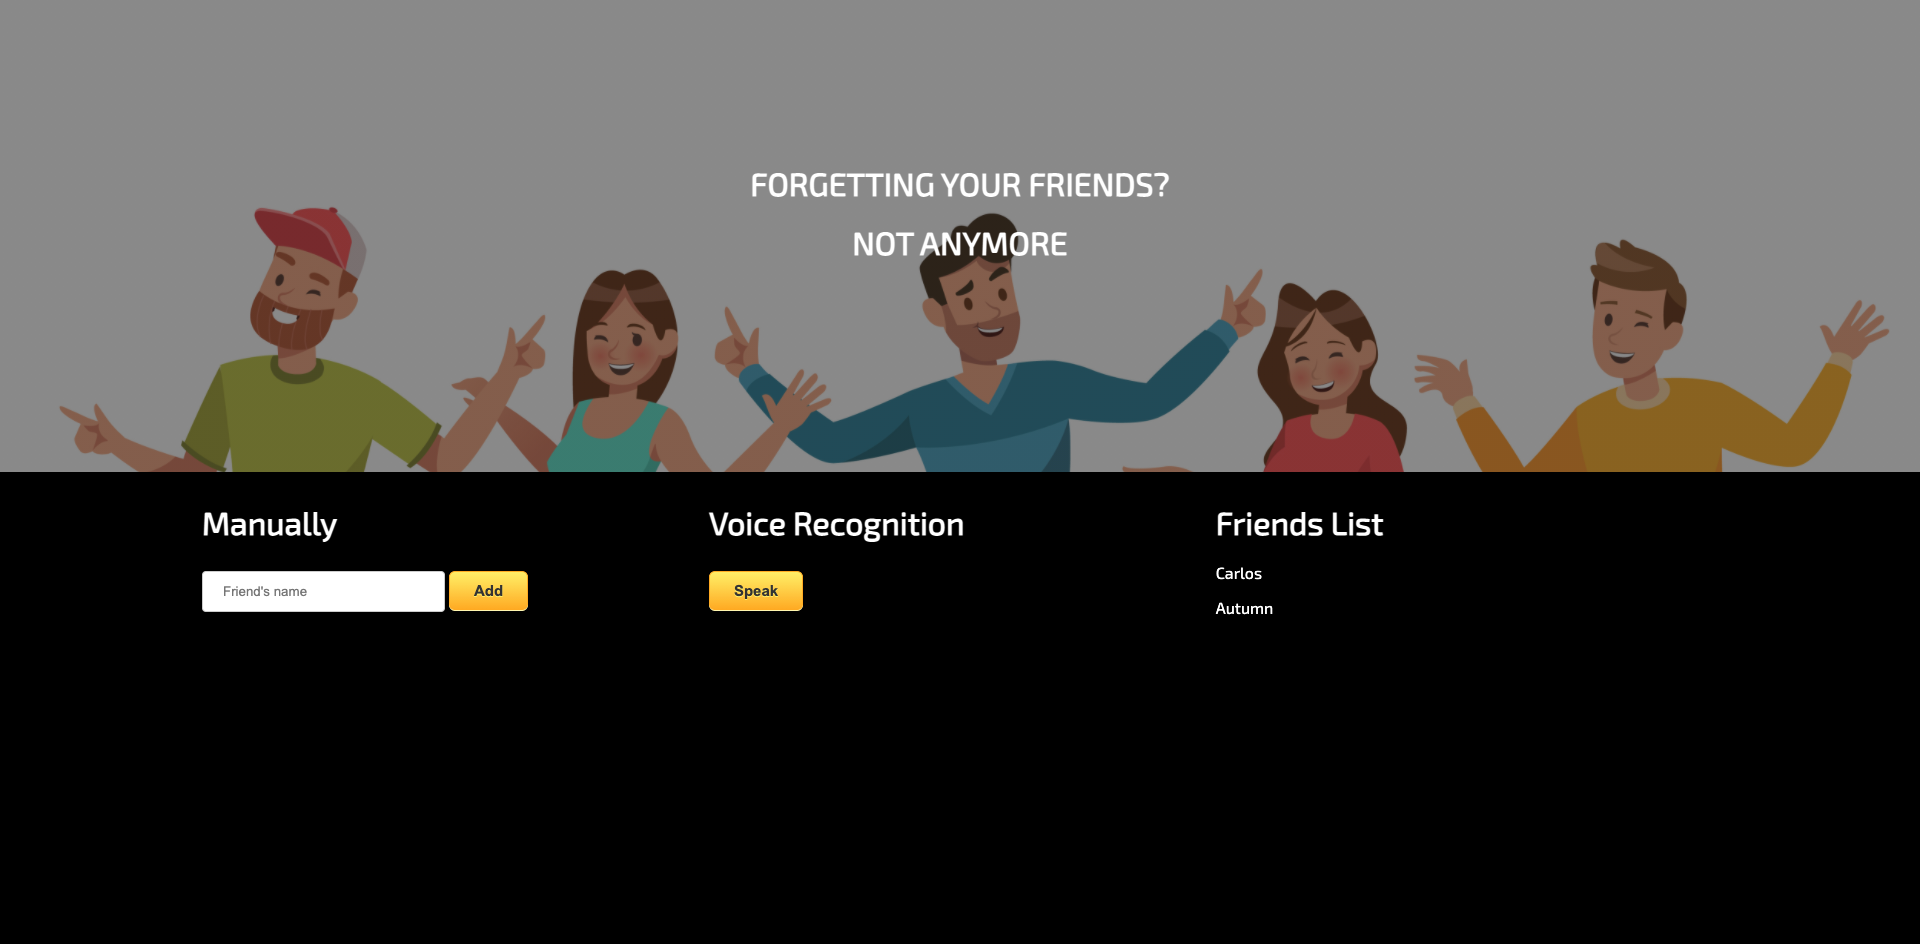 FORGETTING YOUR FRIENDS?
NOT ANYMORE
Manually
Friend's name
Add
Voice Recognition
Speak
Friends List
Carlos
Autumn